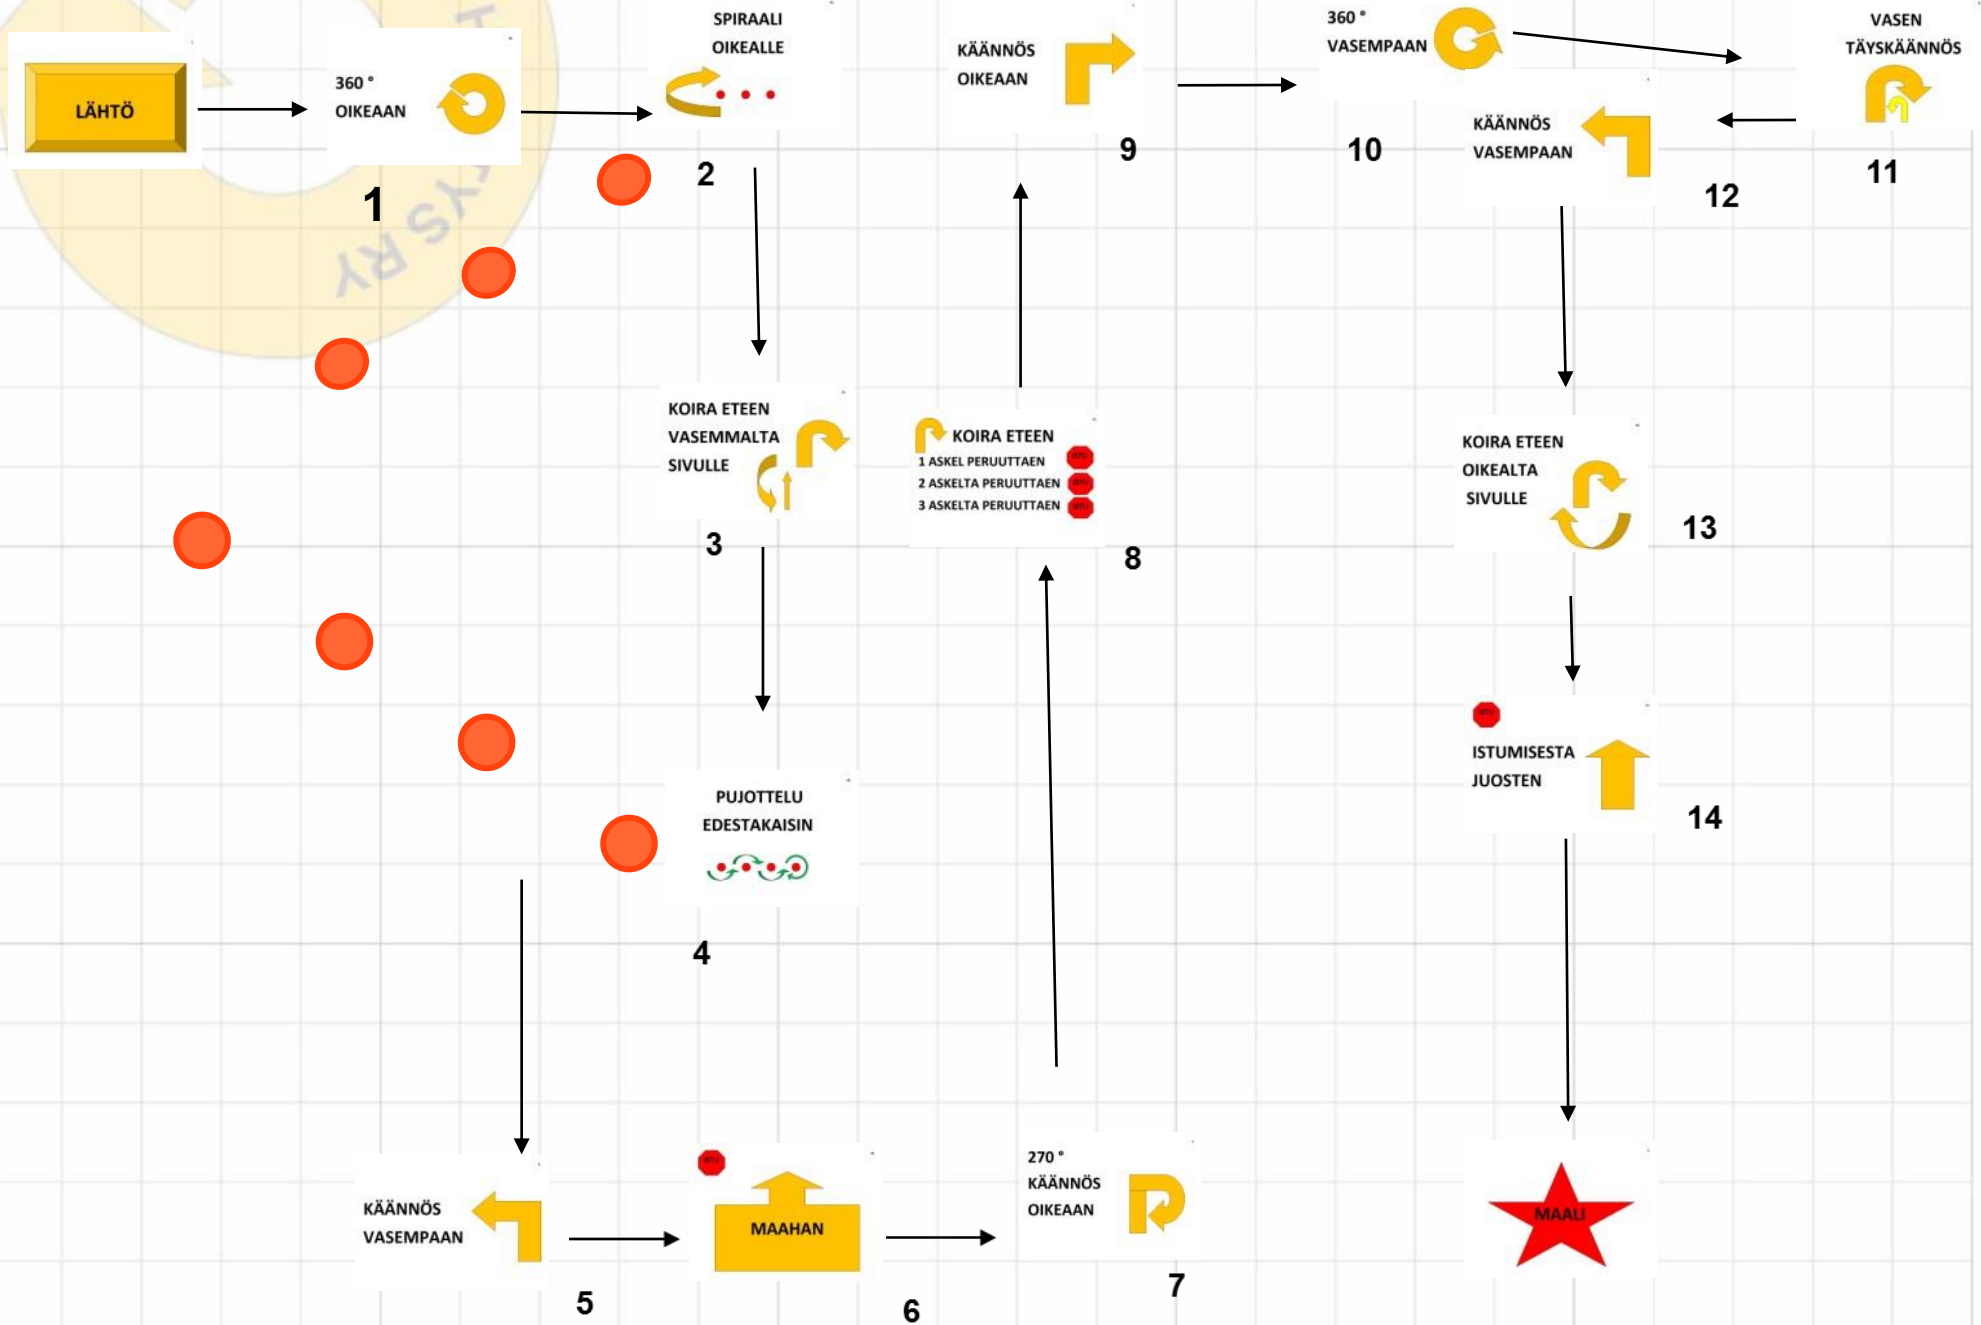 LÄHTÖ
360 °
OIKEAAN
1
SPIRAALI
OIKEALLE
2
KOIRA ETEEN
VASEMMALTA
SIVULLE
3
PUJOTTELU
EDESTAKAISIN
4
KÄÄNNÖS
VASEMPAAN
5
MAAHAN
6
270 °
KÄÄNNÖS
OIKEAAN
7
KOIRA ETEEN
1 ASKEL PERUUTTAEN
2 ASKELTA PERUUTTAEN
3 ASKELTA PERUUTTAEN
8
KÄÄNNÖS
OIKEAAN
9
360 °
VASEMPAAN
10
VASEN
TÄYSKÄÄNNÖS
11
KÄÄNNÖS
VASEMPAAN
12
KOIRA ETEEN
OIKEALTA
SIVULLE
13
ISTUMISESTA
JUOSTEN
14
MAALI
RY